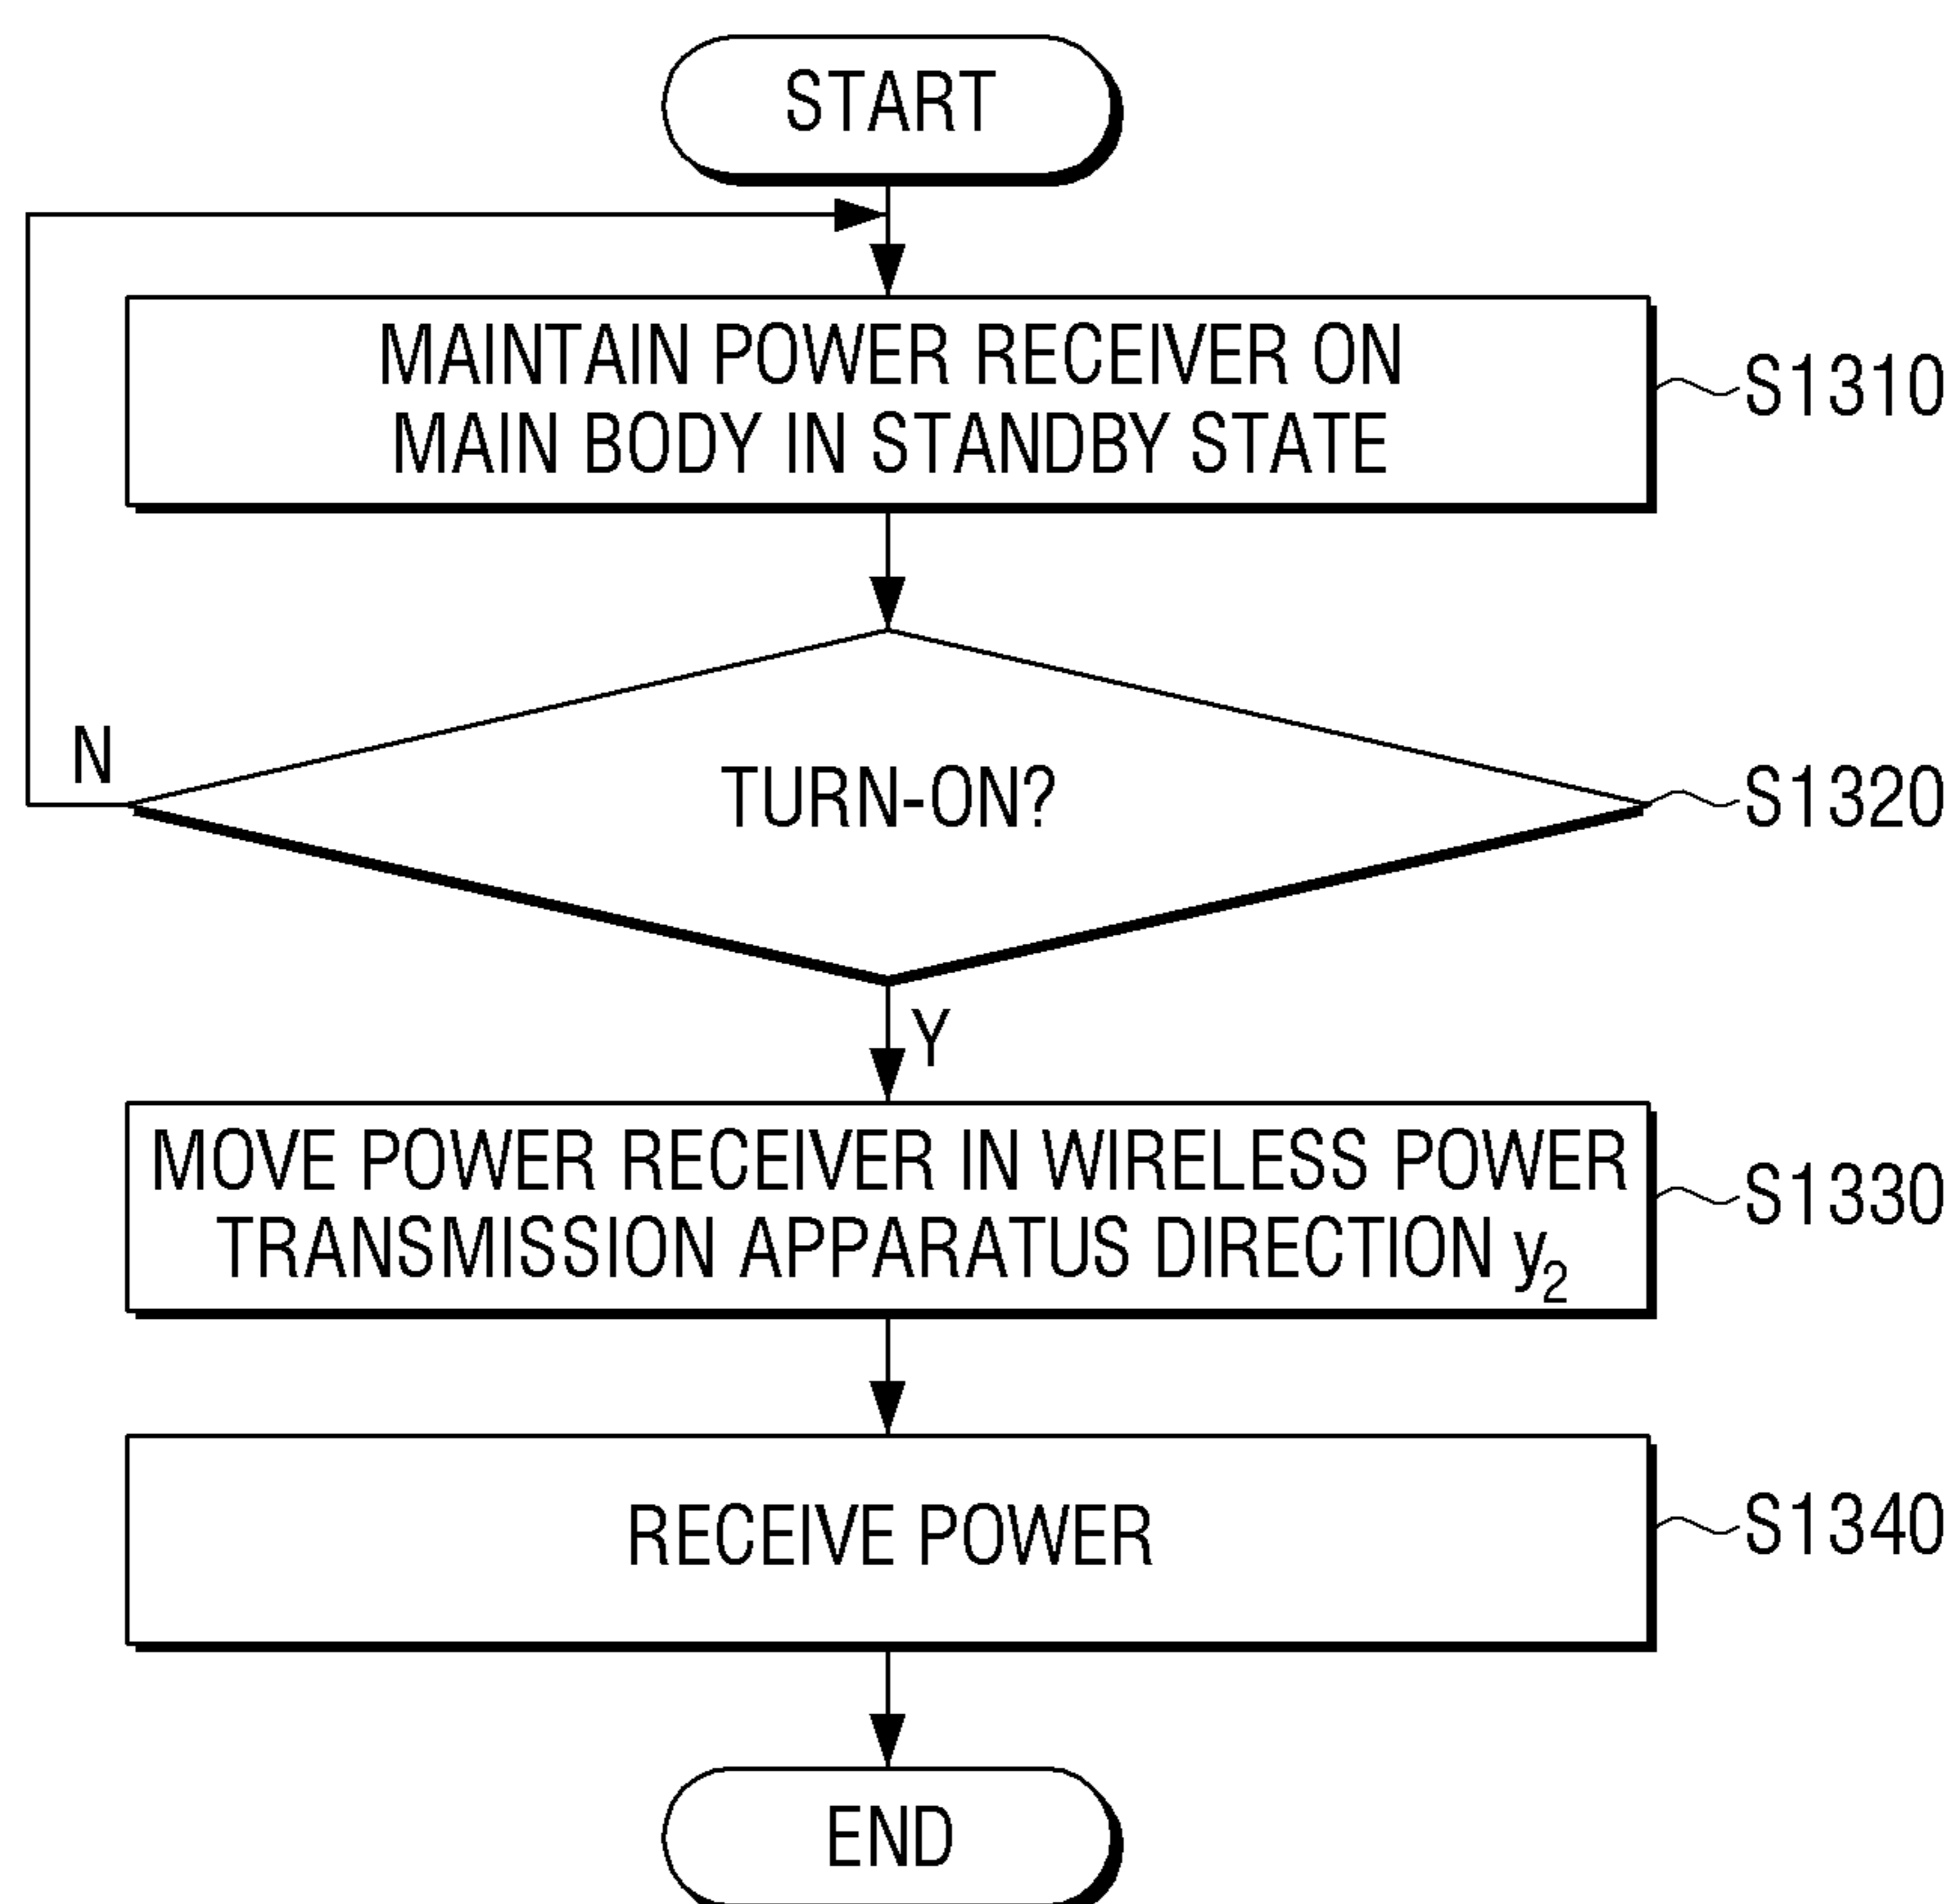 START
MAINTAIN POWER RECEIVER ON
MAIN BODY IN STANDBY STATE
S1310
N
TURN-ON?
S1320
Y
MOVE POWER RECEIVER IN WIRELESS POWER
TRANSMISSION APPARATUS DIRECTION y₂
S1330
RECEIVE POWER
S1340
END